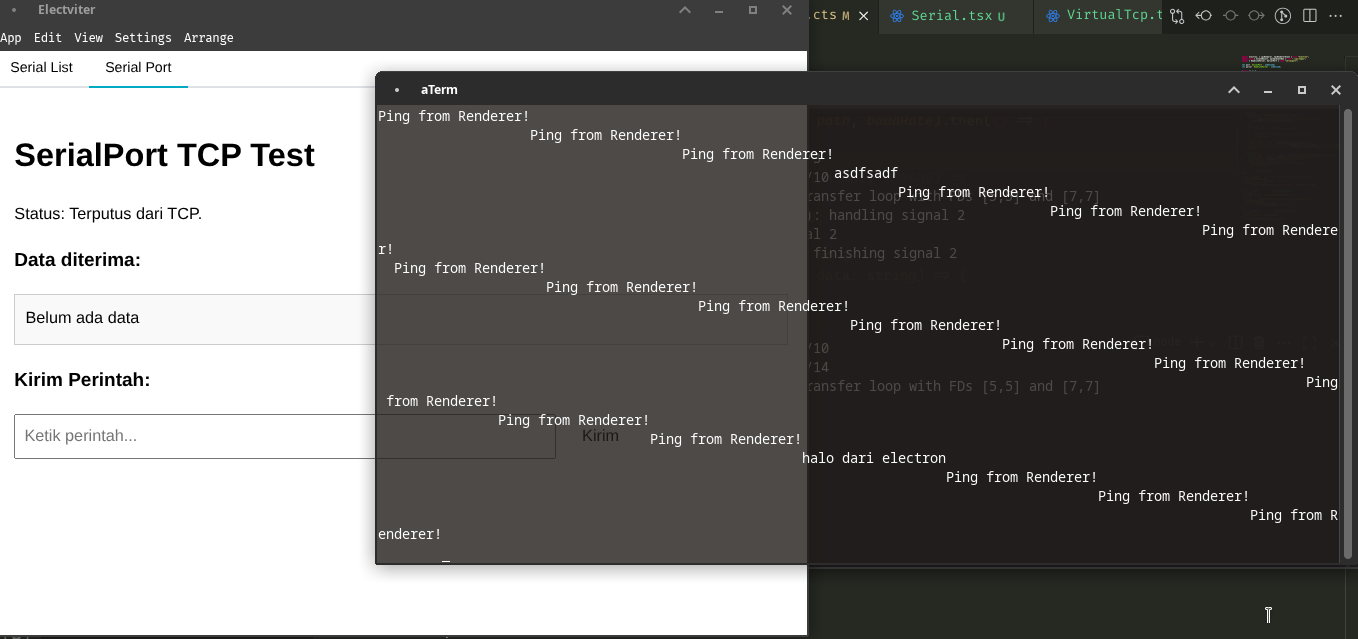 Electviter
App Edit View Settings Arrange
Serial List Serial Port
.cts M
Serial.tsx U
VirtualTcp.t
SerialPort TCP Test
Status: Terputus dari TCP.
Data diterima:
Belum ada data
Kirim Perintah:
Ketik perintah...
Kirim
aTerm
Ping from Renderer!
Ping from Renderer!
Ping from Renderer!
asdfsadf
Ping from Renderer!
Ping from Renderer!
Ping from Rendere
r!
Ping from Renderer!
Ping from Renderer!
Ping from Renderer!
Ping from Renderer!
Ping from Renderer!
Ping from Renderer!
Ping
from Renderer!
Ping from Renderer!
Ping from Renderer!
halo dari electron
Ping from Renderer!
Ping from Renderer!
Ping from R
enderer!
/10
ransfer loop with FDs [5,5] and [7,7]
): handling signal 2
al 2
finishing signal 2
/10
/14
ransfer loop with FDs [5,5] and [7,7]